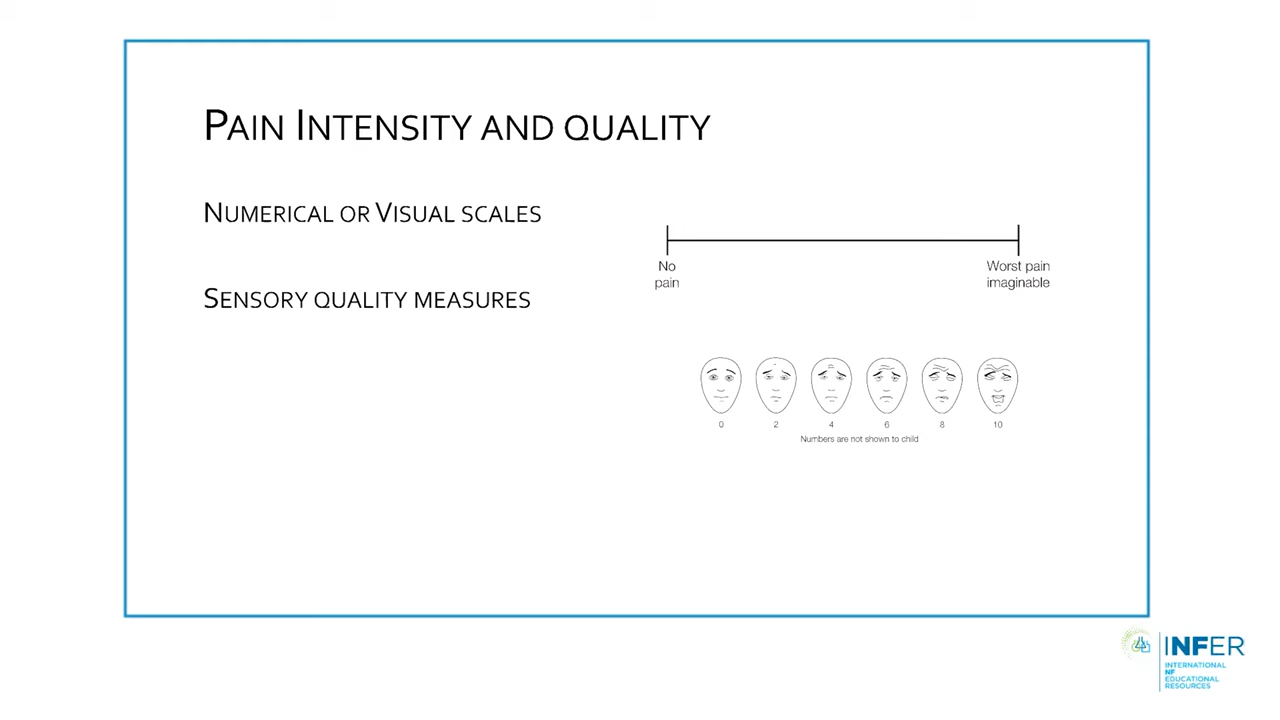 PAIN INTENSITY AND QUALITY
NUMERICAL OR VISUAL SCALES
SENSORY QUALITY MEASURES
No
pain
Worst pain
imaginable
0 2 4 6 8 10
Numbers are not shown to child
INFER
INTERNATIONAL
NF
EDUCATIONAL
RESOURCES